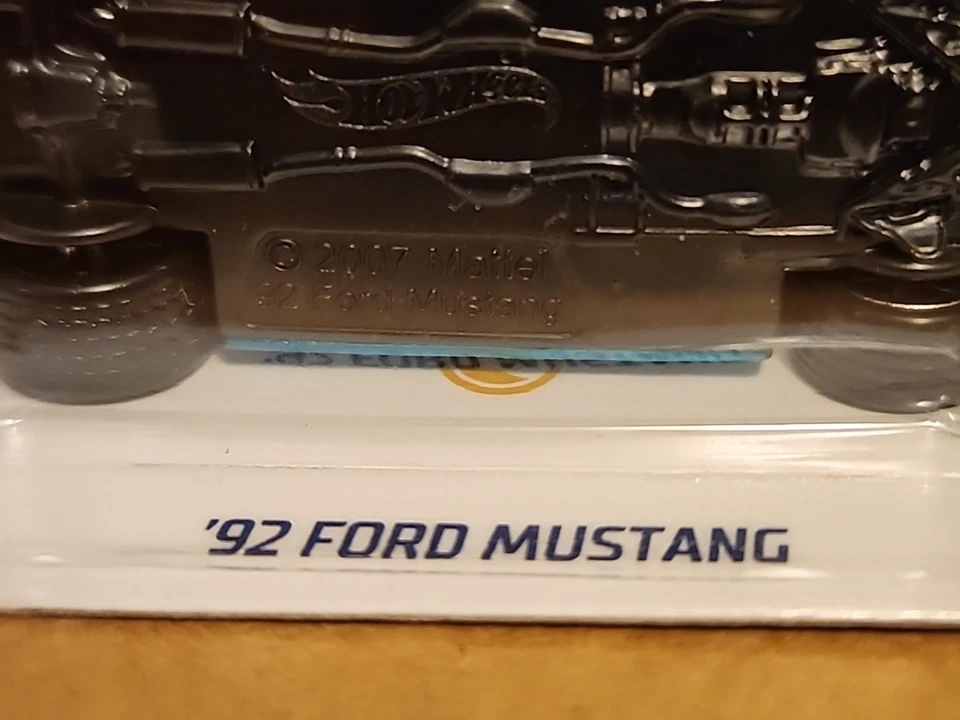 HOT WHEELS
© 2007 Mattel
92 Ford Mustang
'92 FORD MUSTANG